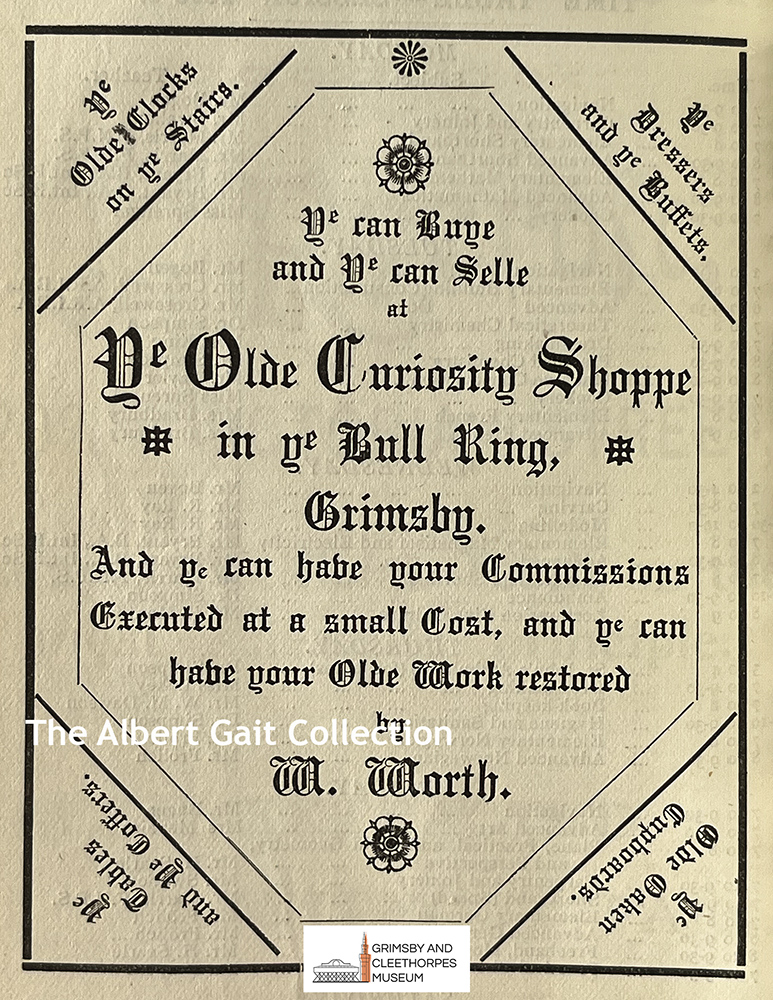 Ye
Olde Clocks
on ye Stairs.
Ye
Dressers
and ye Buffets,
Ye can Buye
and Ye can Selle
at
Ye Olde Curiosity Shoppe
in ye Bull Ring,
Grimsby.
And ye can have your Commissions
Executed at a small Cost, and ye can
have your Olde Work restored
by
W. Worth.
Ye
Tables
and Ye Coffers.
Ye
Olde Oaken
Cupboards.
The Albert Gait Collection
GRIMSBY AND
CLEETHORPES
MUSEUM